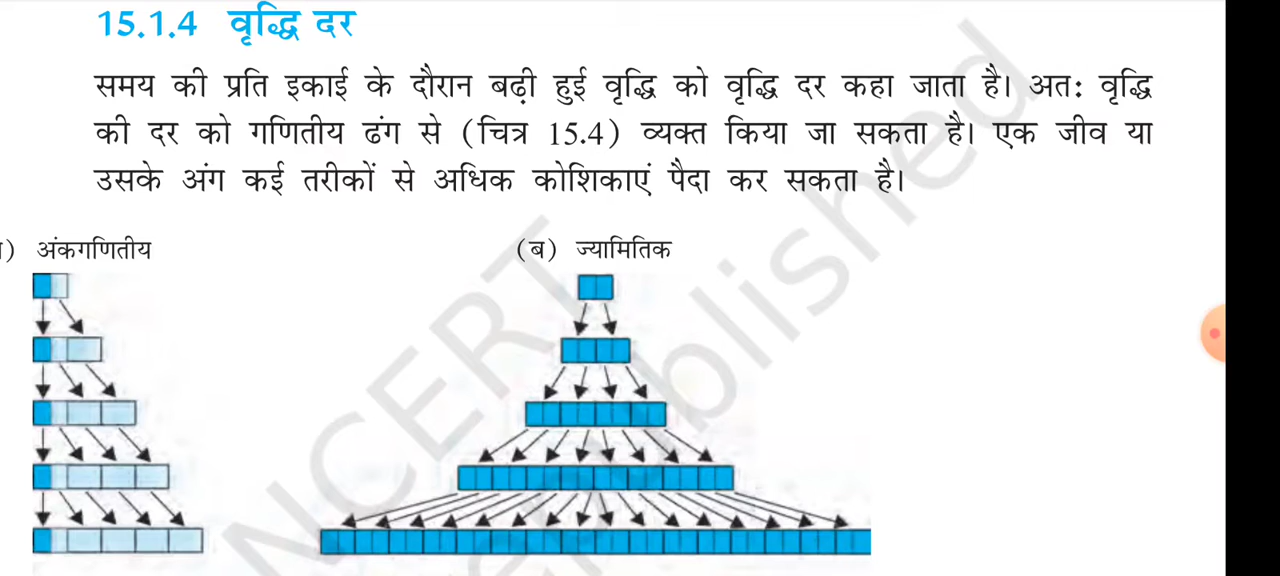 15.1.4 वृद्धि दर
समय की प्रति इकाई के दौरान बढ़ी हुई वृद्धि को वृद्धि दर कहा जाता है। अतः वृद्धि
की दर को गणितीय ढंग से (चित्र 15.4) व्यक्त किया जा सकता है। एक जीव या
उसके अंग कई तरीकों से अधिक कोशिकाएं पैदा कर सकता है।
) अंकगणितीय
(ब) ज्यामितिक
NCERT
blished